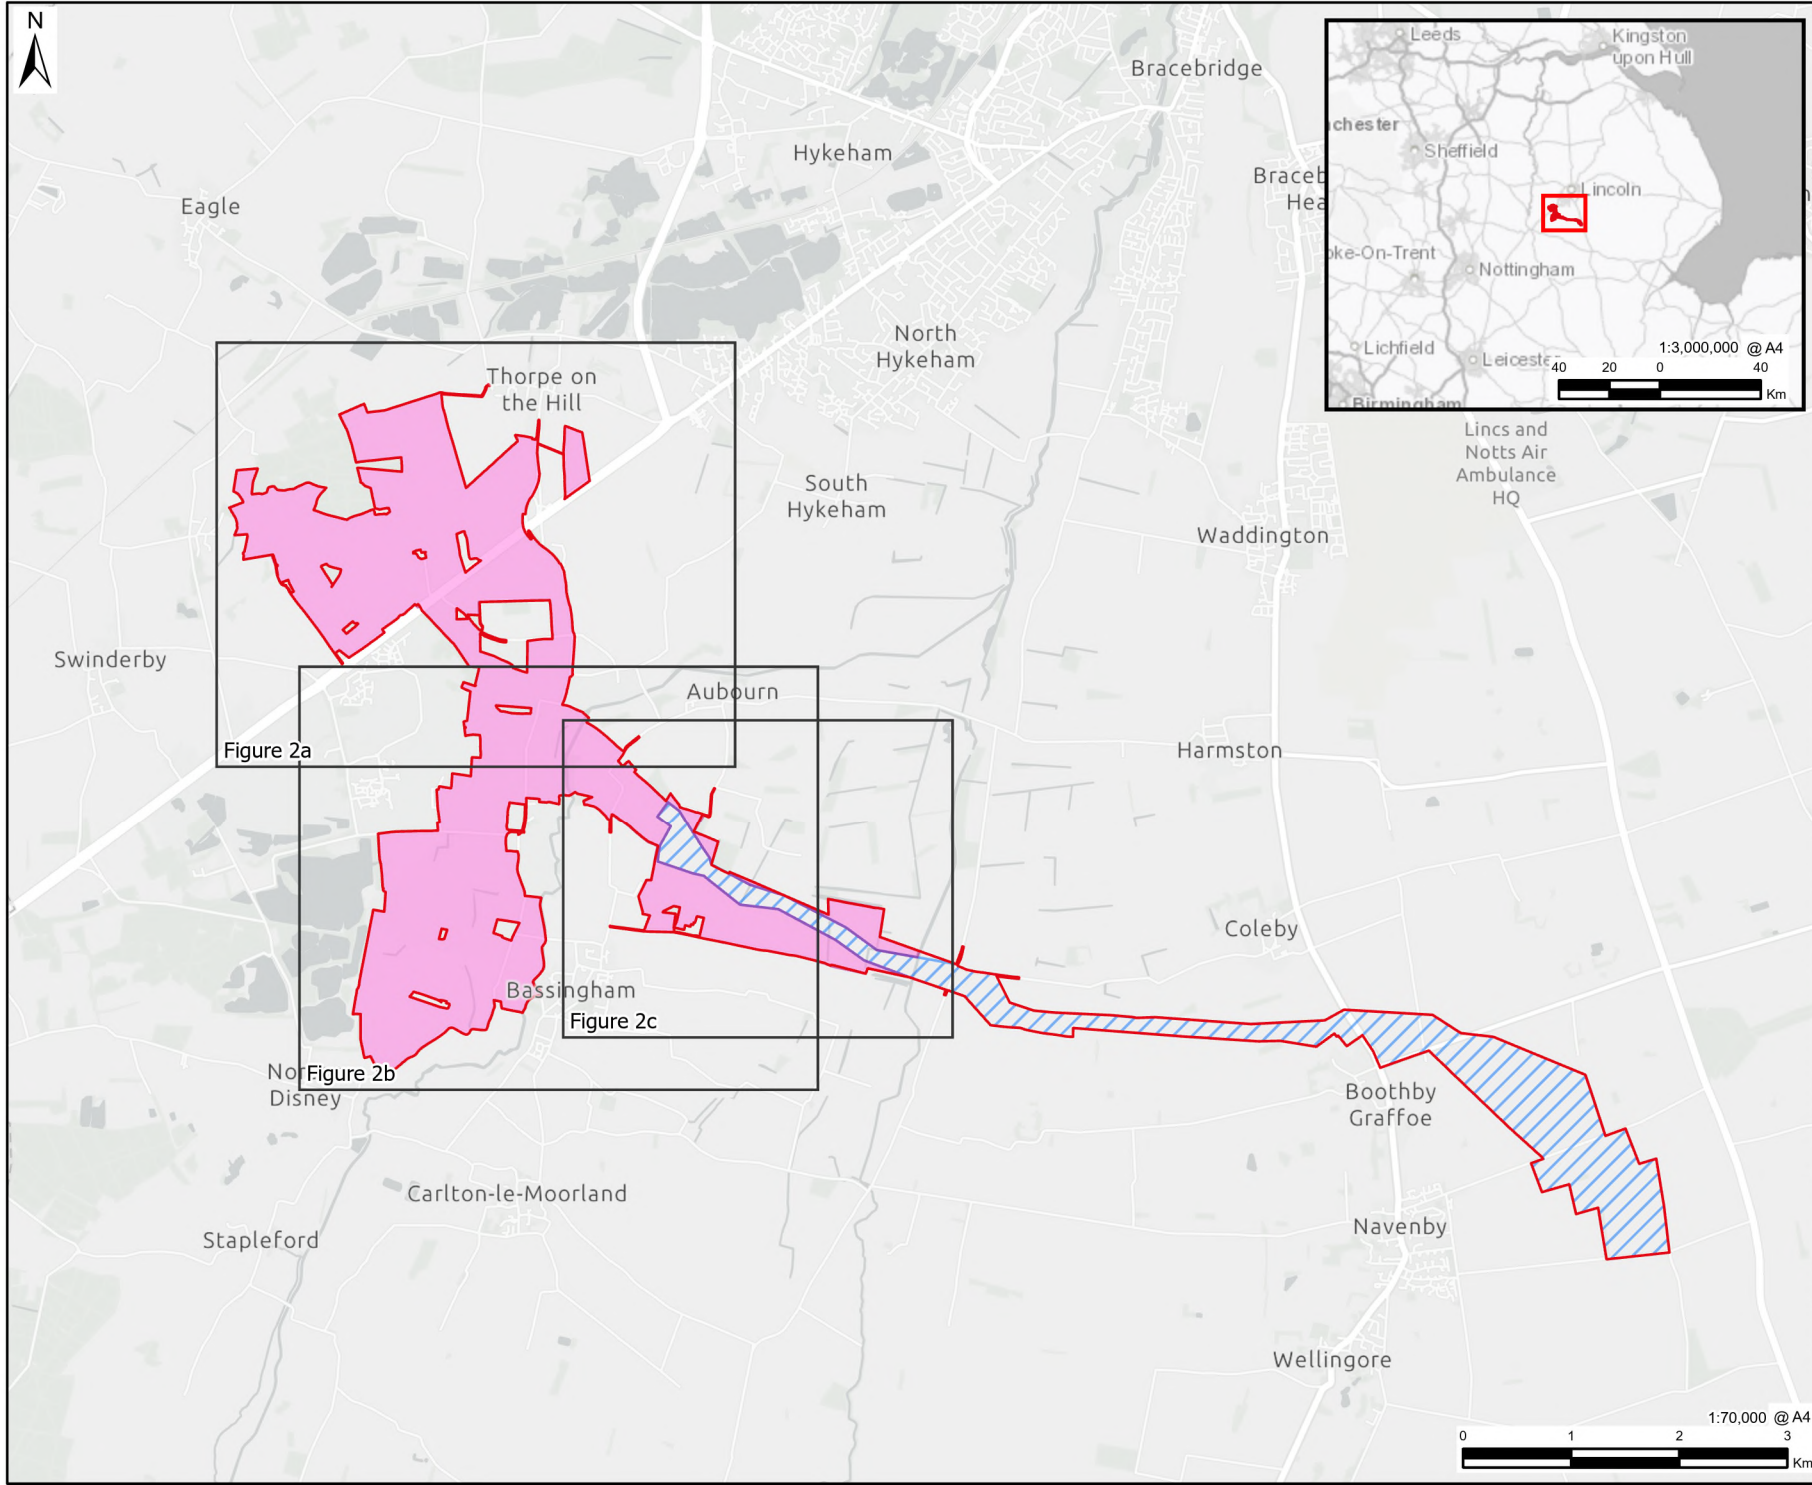 N
Bracebridge
Hykeham
Eagle
Braceb
Hea
North
Hykeham
Thorpe on
the Hill
South
Hykeham
Waddington
Lincs and
Notts Air
Ambulance
HQ
Swinderby
Aubourn
Figure 2a
Harmston
Coleby
Bassingham
Figure 2c
Nor
Figure 2b
Disney
Boothby
Graffoe
Carlton-le-Moorland
Stapleford
Navenby
Wellingore
Leeds
Kingston
upon Hull
chester
Sheffield
Lincoln
oke-On-Trent
Nottingham
Lichfield
Leicester
Birmingham
1:3,000,000 @ A4
40 20 0 40
Km
1:70,000 @ A4
0 1 2 3
Km